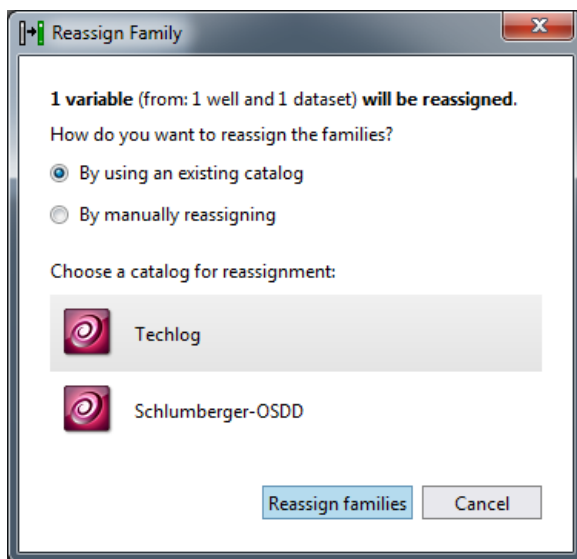 Reassign Family
1 variable (from: 1 well and 1 dataset) will be reassigned.
How do you want to reassign the families?
By using an existing catalog
By manually reassigning
Choose a catalog for reassignment:
Techlog
Schlumberger-OSDD
Reassign families Cancel